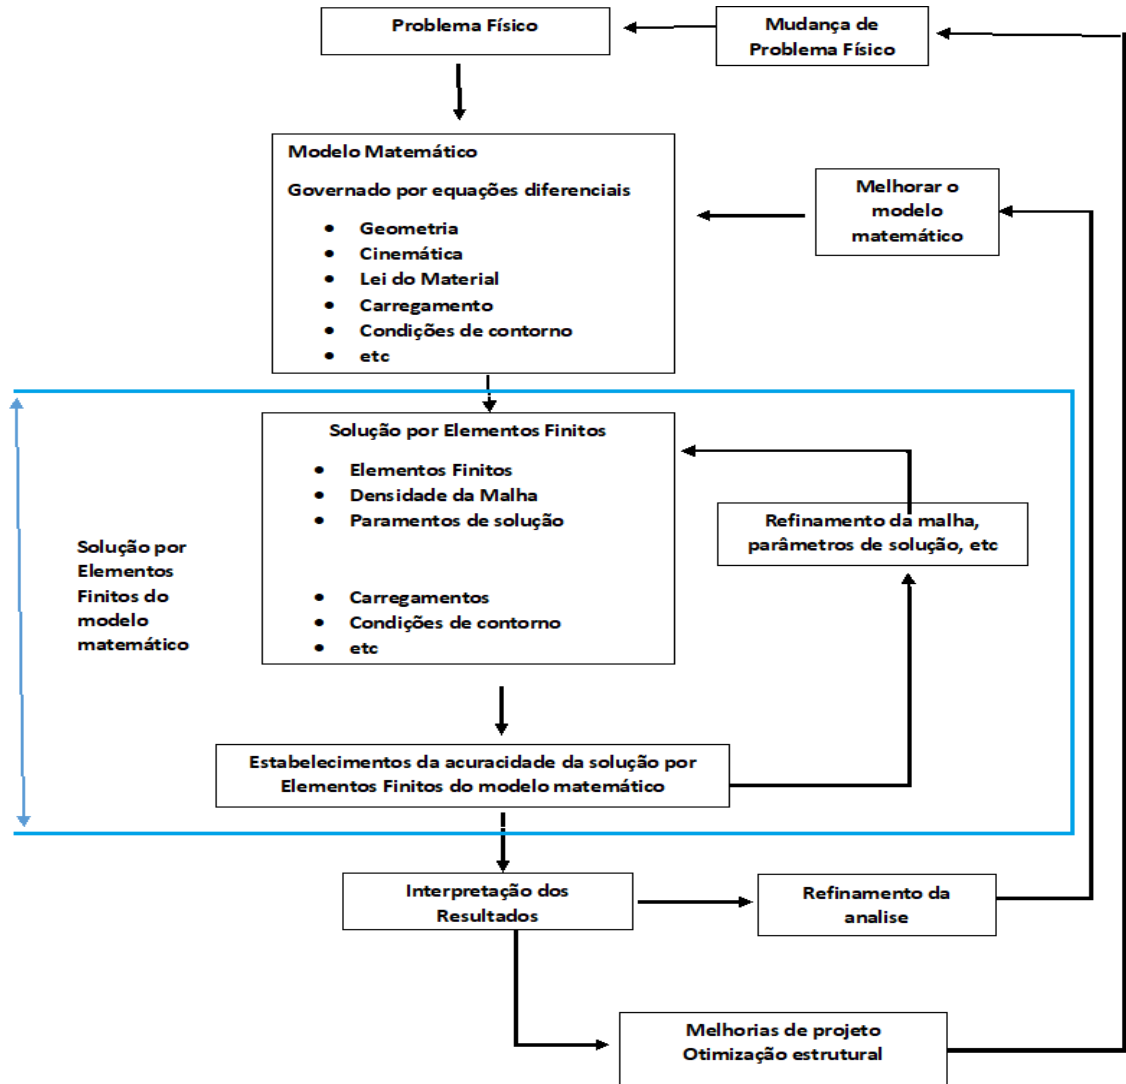 Problema Físico
Mudança de
Problema Físico
Modelo Matemático
Governado por equações diferenciais
• Geometria
• Cinemática
• Lei do Material
• Carregamento
• Condições de contorno
• etc
Melhorar o
modelo
matemático
Solução por Elementos Finitos
• Elementos Finitos
• Densidade da Malha
• Paramentos de solução
• Carregamentos
• Condições de contorno
• etc
Refinamento da malha,
parâmetros de solução, etc
Solução por
Elementos
Finitos do
modelo
matemático
Estabelecimentos da acuracidade da solução por
Elementos Finitos do modelo matemático
Interpretação dos
Resultados
Refinamento da
analise
Melhorias de projeto
Otimização estrutural